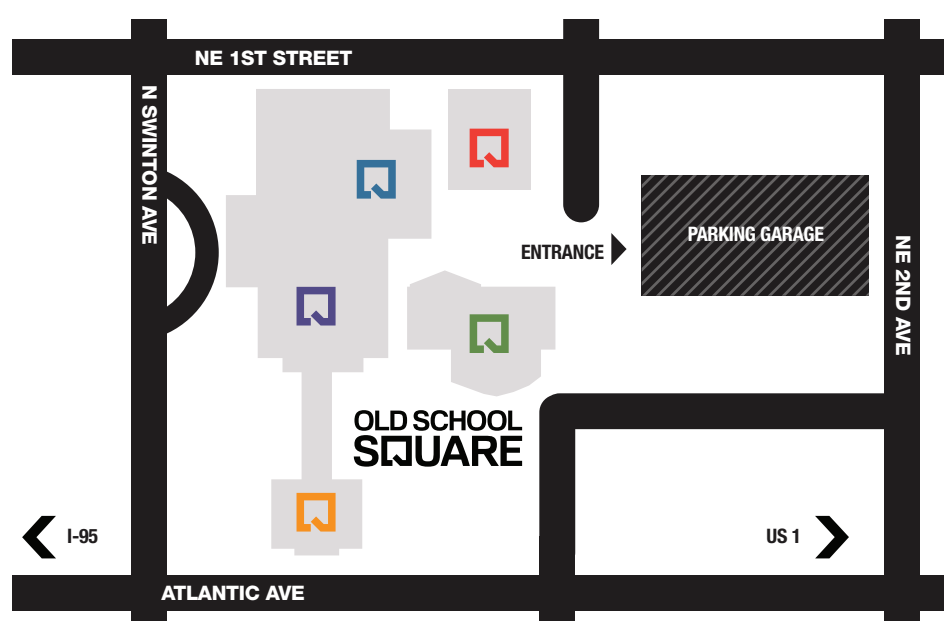 NE 1ST STREET
N SWINTON AVE
PARKING GARAGE
ENTRANCE
NE 2ND AVE
OLD SCHOOL
SQUARE
I-95
US 1
ATLANTIC AVE